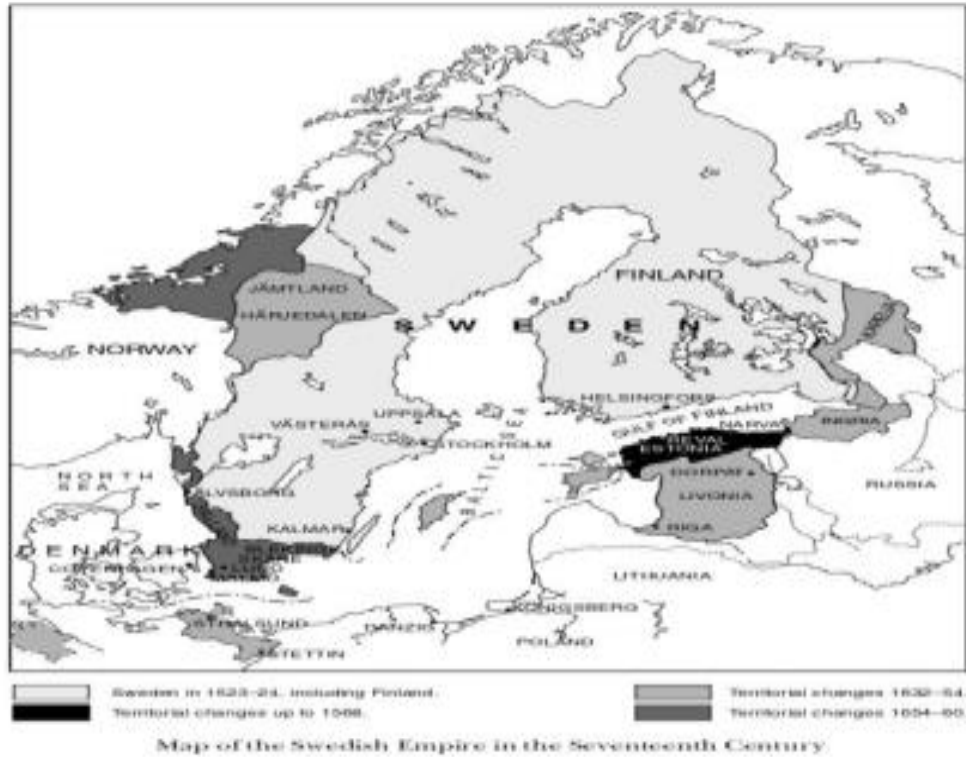 JÄMTLAND
HÄRJEDALEN
FINLAND
SWEDEN
NORWAY
HELSINGFORS
GULF OF FINLAND
NARVA
UPPSALA
VÄSTERÅS
STOCKHOLM
REVAL
ESTONIA
DORPAT
LIVONIA
RIGA
RUSSIA
NORTH
SEA
ÄLVSBORG
KALMAR
DENMARK
COPENHAGEN
LITHUANIA
STRALSUND
STETTIN
DANZIG
KÖNIGSBERG
POLAND
Sweden in 1523–24, including Finland.
Territorial changes up to 1568.
Territorial changes 1632–54.
Territorial changes 1654–60.
Map of the Swedish Empire in the Seventeenth Century